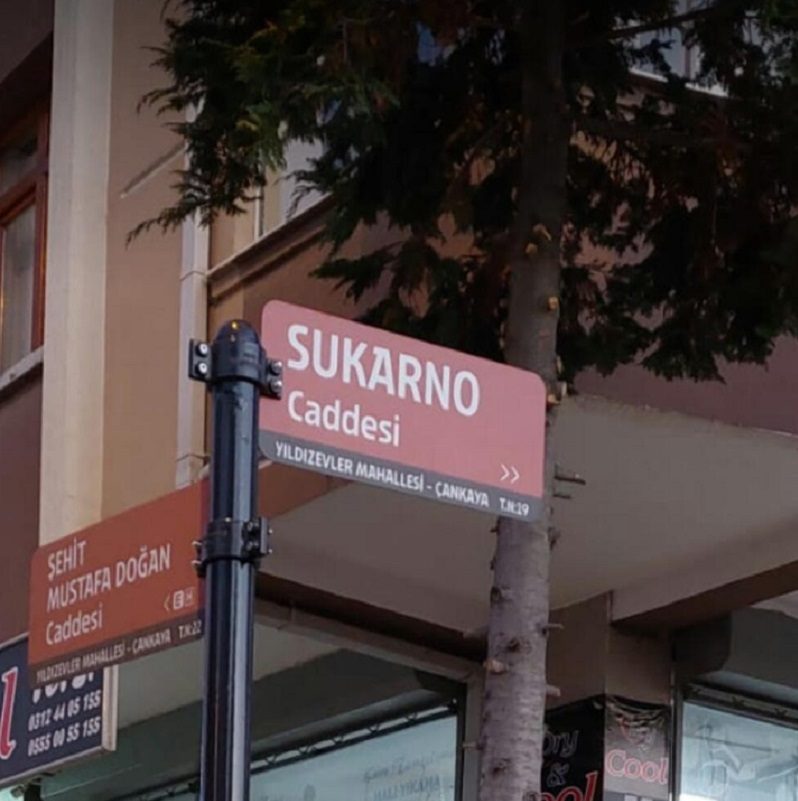 SUKARNO
Caddesi
YILDIZEVLER MAHALLESİ - ÇANKAYA T.N:19
ŞEHİT
MUSTAFA DOĞAN
Caddesi
YILDIZEVLER MAHALLESİ - ÇANKAYA T.N:22
0312 44 05 155
0555 00 55 155
Cool